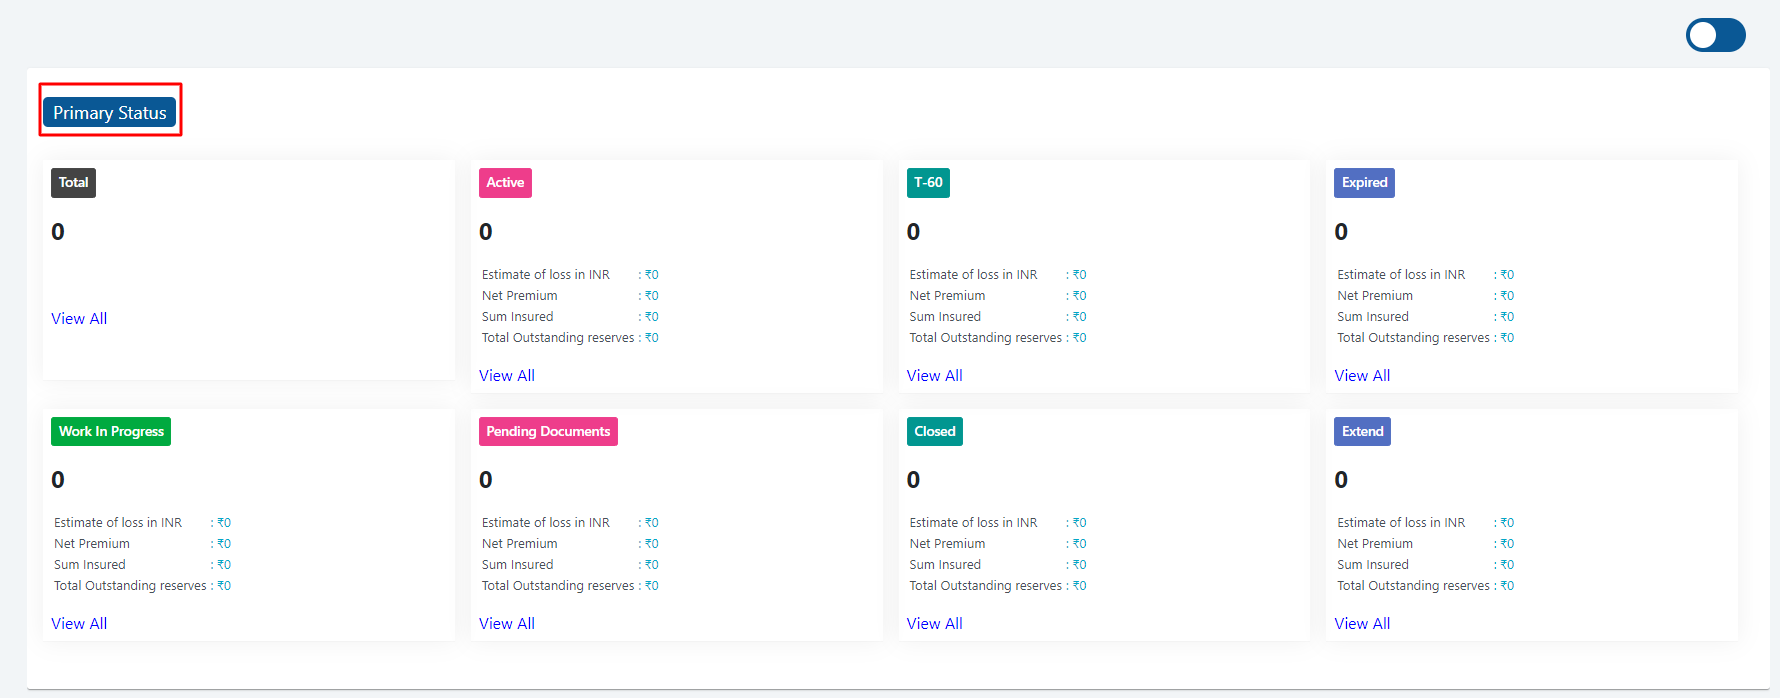 Primary Status
Total
0
View All
Active
0
Estimate of loss in INR : ₹0
Net Premium : ₹0
Sum Insured : ₹0
Total Outstanding reserves : ₹0
View All
T-60
0
Estimate of loss in INR : ₹0
Net Premium : ₹0
Sum Insured : ₹0
Total Outstanding reserves : ₹0
View All
Expired
0
Estimate of loss in INR : ₹0
Net Premium : ₹0
Sum Insured : ₹0
Total Outstanding reserves : ₹0
View All
Work In Progress
0
Estimate of loss in INR : ₹0
Net Premium : ₹0
Sum Insured : ₹0
Total Outstanding reserves : ₹0
View All
Pending Documents
0
Estimate of loss in INR : ₹0
Net Premium : ₹0
Sum Insured : ₹0
Total Outstanding reserves : ₹0
View All
Closed
0
Estimate of loss in INR : ₹0
Net Premium : ₹0
Sum Insured : ₹0
Total Outstanding reserves : ₹0
View All
Extend
0
Estimate of loss in INR : ₹0
Net Premium : ₹0
Sum Insured : ₹0
Total Outstanding reserves : ₹0
View All